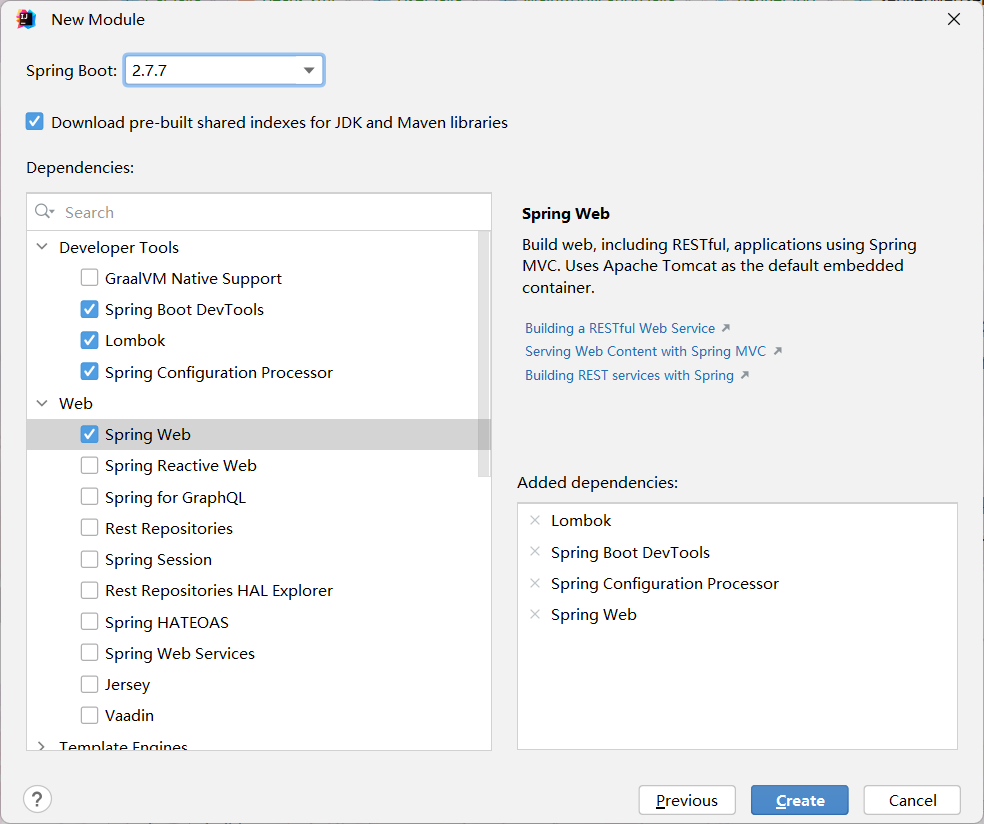 New Module
Spring Boot: 2.7.7
Download pre-built shared indexes for JDK and Maven libraries
Dependencies:
Search
Developer Tools
GraalVM Native Support
Spring Boot DevTools
Lombok
Spring Configuration Processor
Web
Spring Web
Spring Reactive Web
Spring for GraphQL
Rest Repositories
Spring Session
Rest Repositories HAL Explorer
Spring HATEOAS
Spring Web Services
Jersey
Vaadin
Template Engines
Spring Web
Build web, including RESTful, applications using Spring
MVC. Uses Apache Tomcat as the default embedded
container.
Building a RESTful Web Service
Serving Web Content with Spring MVC
Building REST services with Spring
Added dependencies:
Lombok
Spring Boot DevTools
Spring Configuration Processor
Spring Web
?
Previous
Create
Cancel